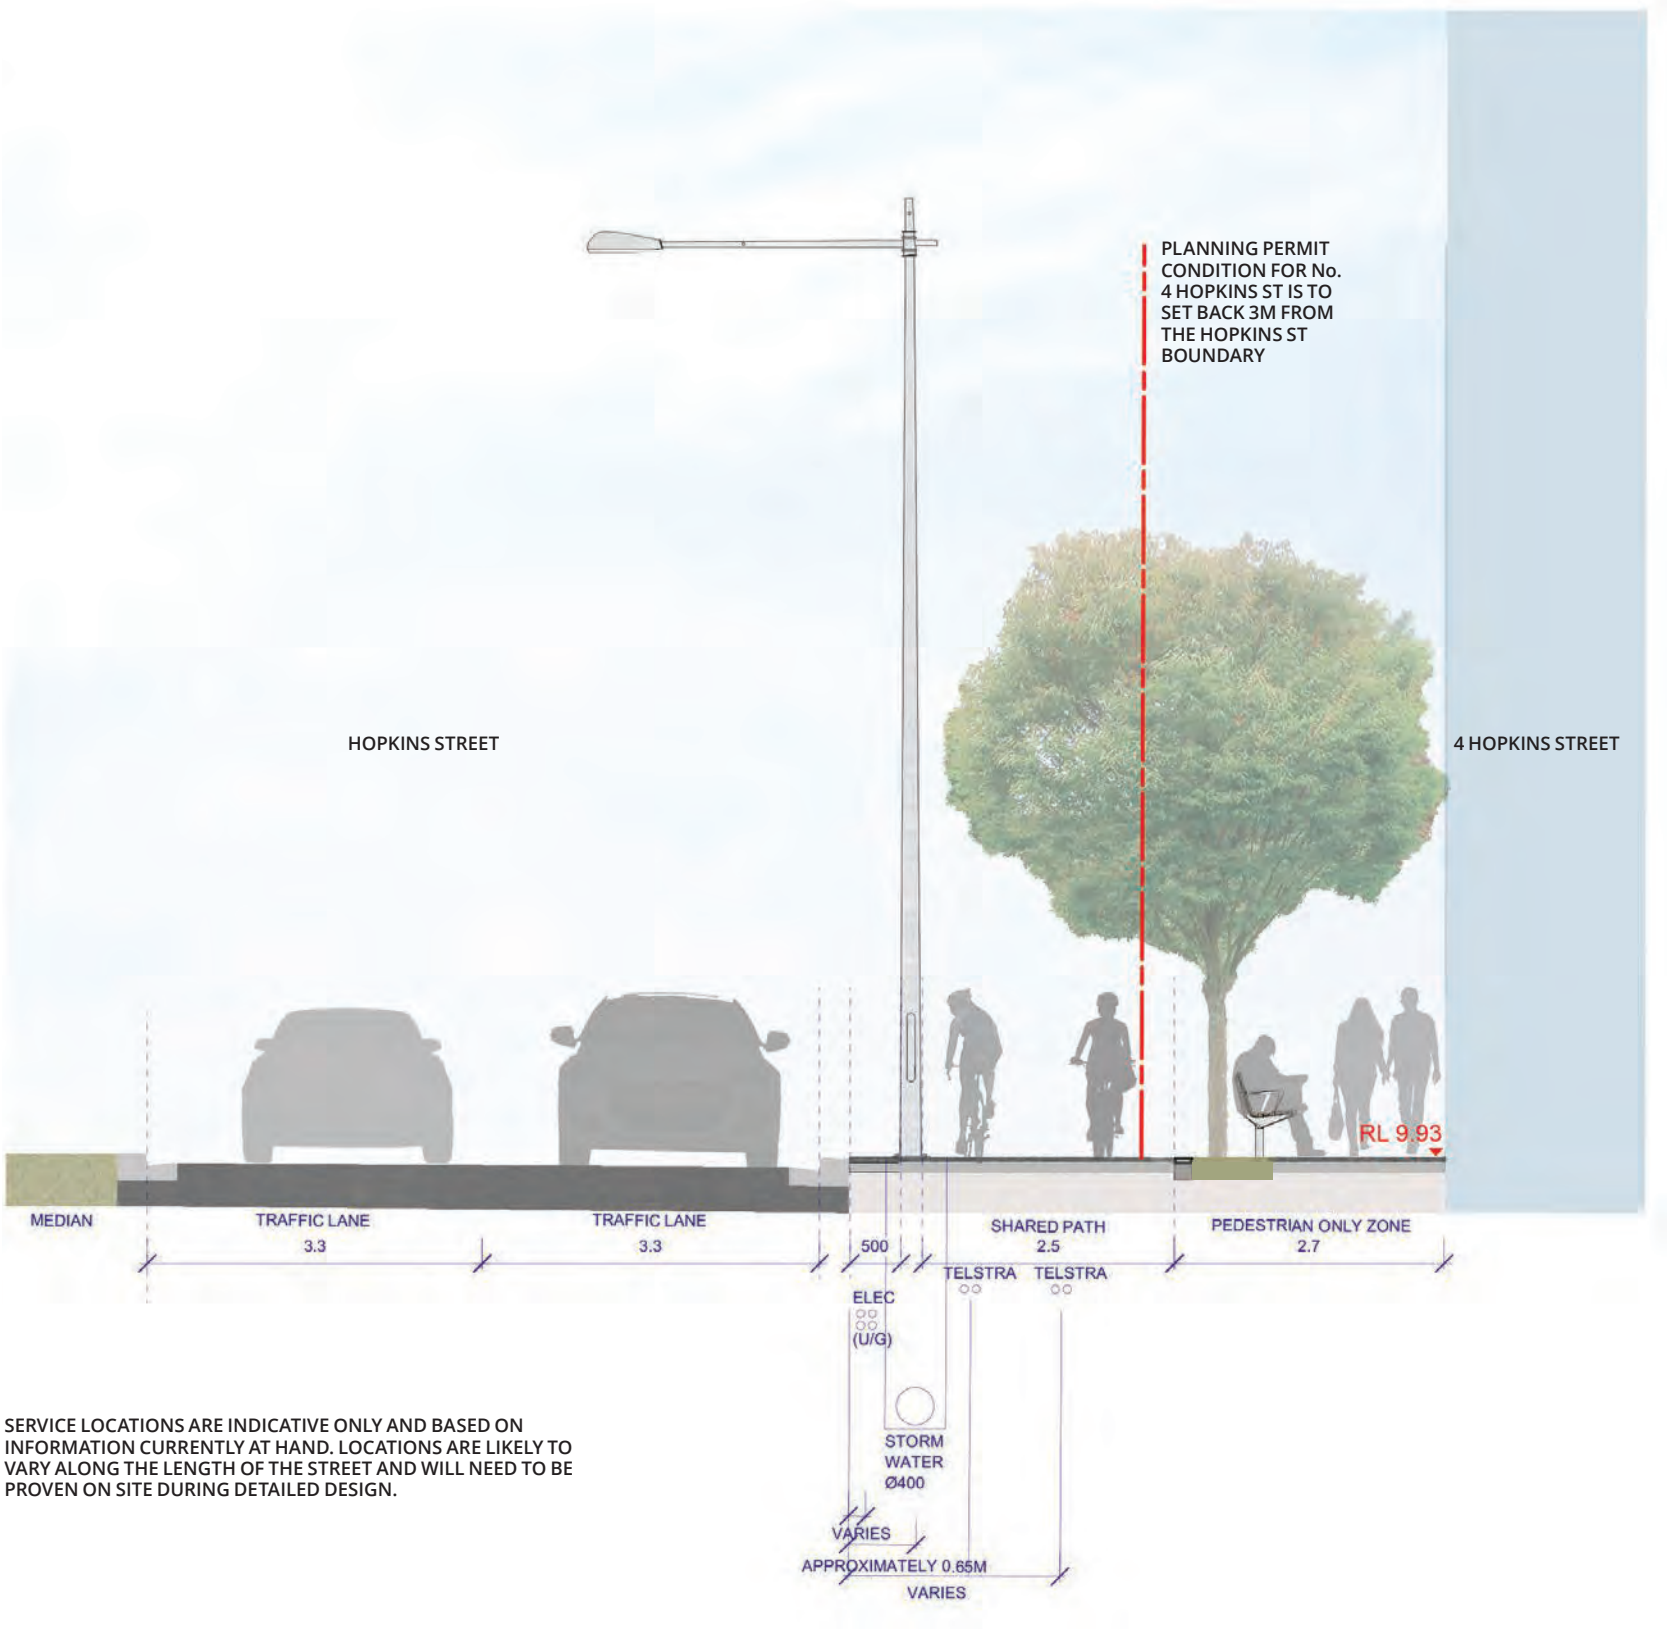 PLANNING PERMIT
CONDITION FOR No.
4 HOPKINS ST IS TO
SET BACK 3M FROM
THE HOPKINS ST
BOUNDARY
HOPKINS STREET
4 HOPKINS STREET
RL 9.93
MEDIAN
TRAFFIC LANE
3.3
TRAFFIC LANE
3.3
500
SHARED PATH
2.5
PEDESTRIAN ONLY ZONE
2.7
TELSTRA
TELSTRA
ELEC
(U/G)
STORM
WATER
Ø400
VARIES
APPROXIMATELY 0.65M
VARIES
SERVICE LOCATIONS ARE INDICATIVE ONLY AND BASED ON
INFORMATION CURRENTLY AT HAND. LOCATIONS ARE LIKELY TO
VARY ALONG THE LENGTH OF THE STREET AND WILL NEED TO BE
PROVEN ON SITE DURING DETAILED DESIGN.